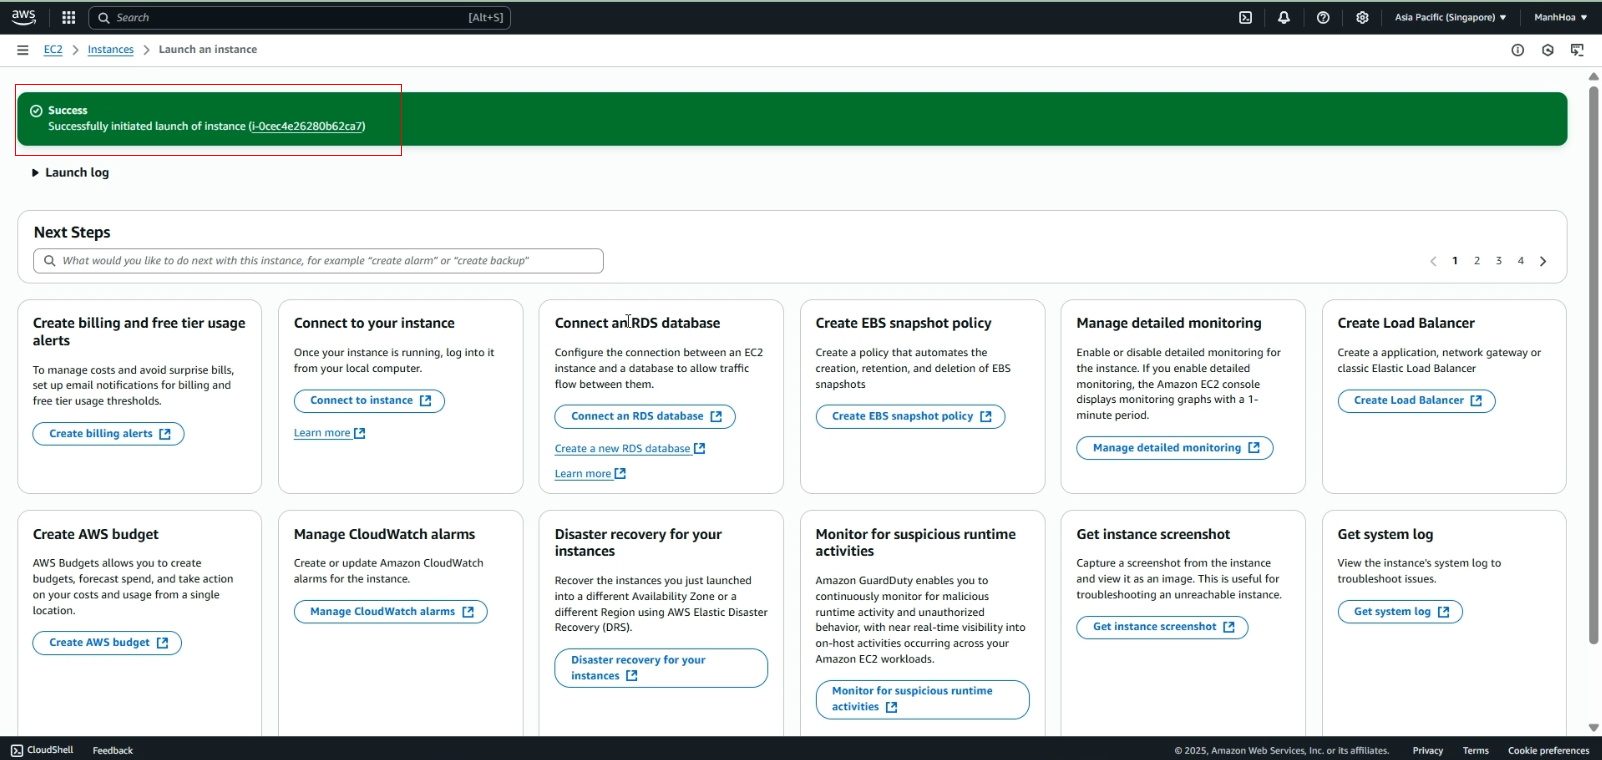 aws
Search [Alt+S]
Asia Pacific (Singapore) ManhHoa
EC2 Instances Launch an instance
Success
Successfully initiated launch of instance (i-0cec4e26280b62ca7)
Launch log
Next Steps
What would you like to do next with this instance, for example "create alarm" or "create backup"
1 2 3 4
Create billing and free tier usage
alerts
To manage costs and avoid surprise bills,
set up email notifications for billing and
free tier usage thresholds.
Create billing alerts
Connect to your instance
Once your instance is running, log into it
from your local computer.
Connect to instance
Learn more
Connect an RDS database
Configure the connection between an EC2
instance and a database to allow traffic
flow between them.
Connect an RDS database
Create a new RDS database
Learn more
Create EBS snapshot policy
Create a policy that automates the
creation, retention, and deletion of EBS
snapshots
Create EBS snapshot policy
Manage detailed monitoring
Enable or disable detailed monitoring for
the instance. If you enable detailed
monitoring, the Amazon EC2 console
displays monitoring graphs with a 1-
minute period.
Manage detailed monitoring
Create Load Balancer
Create a application, network gateway or
classic Elastic Load Balancer
Create Load Balancer
Create AWS budget
AWS Budgets allows you to create
budgets, forecast spend, and take action
on your costs and usage from a single
location.
Create AWS budget
Manage CloudWatch alarms
Create or update Amazon CloudWatch
alarms for the instance.
Manage CloudWatch alarms
Disaster recovery for your
instances
Recover the instances you just launched
into a different Availability Zone or a
different Region using AWS Elastic Disaster
Recovery (DRS).
Disaster recovery for your
instances
Monitor for suspicious runtime
activities
Amazon GuardDuty enables you to
continuously monitor for malicious
runtime activity and unauthorized
behavior, with near real-time visibility into
on-host activities occurring across your
Amazon EC2 workloads.
Monitor for suspicious runtime
activities
Get instance screenshot
Capture a screenshot from the instance
and view it as an image. This is useful for
troubleshooting an unreachable instance.
Get instance screenshot
Get system log
View the instance's system log to
troubleshoot issues.
Get system log
CloudShell Feedback
© 2025, Amazon Web Services, Inc. or its affiliates. Privacy Terms Cookie preferences